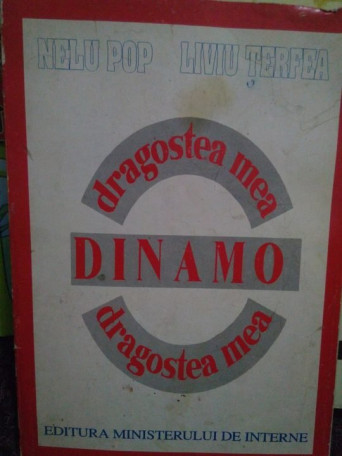 NELU POP LIVIU ȚERFEA
dragostea mea
DINAMO
dragostea mea
EDITURA MINISTERULUI DE INTERNE